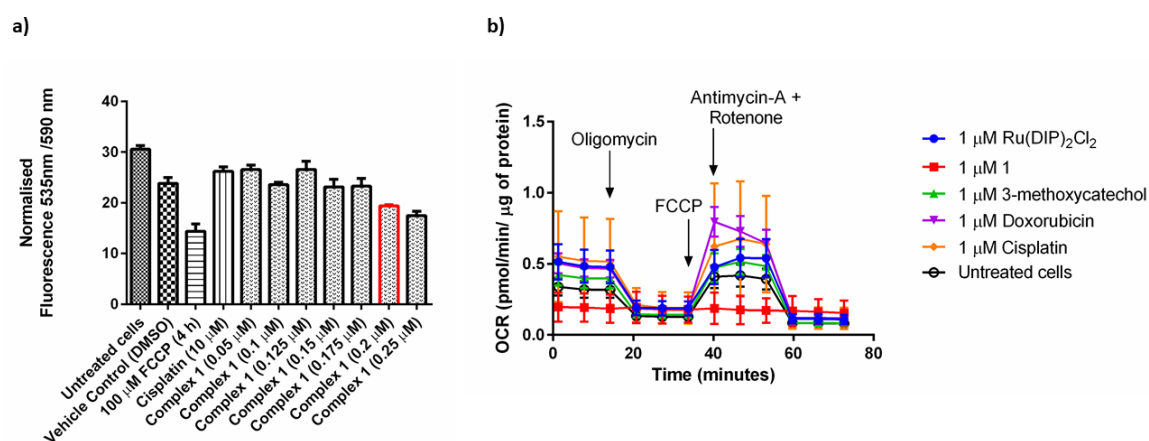 a)
Normalised
Fluorescence 535nm /590 nm
40
30
20
10
0
Untreated cells
Vehicle Control (DMSO)
100 μM FCCP (4 h)
Cisplatin (10 μM)
Complex 1 (0.05 μM)
Complex 1 (0.1 μM)
Complex 1 (0.125 μM)
Complex 1 (0.15 μM)
Complex 1 (0.175 μM)
Complex 1 (0.2 μM)
Complex 1 (0.25 μM)
b)
OCR (pmol/min/ μg of protein)
1.5
1.0
0.5
0.0
0
20
40
60
80
Time (minutes)
Oligomycin
FCCP
Antimycin-A +
Rotenone
1 μM Ru(DIP)₂Cl₂
1 μM 1
1 μM 3-methoxycatechol
1 μM Doxorubicin
1 μM Cisplatin
Untreated cells